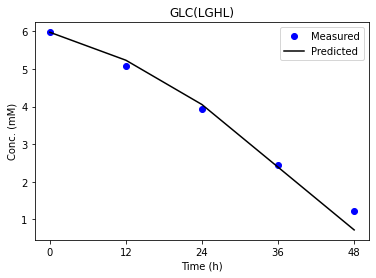 GLC(LGHL)
Measured
Predicted
Conc. (mM)
6
5
4
3
2
1
0 12 24 36 48
Time (h)